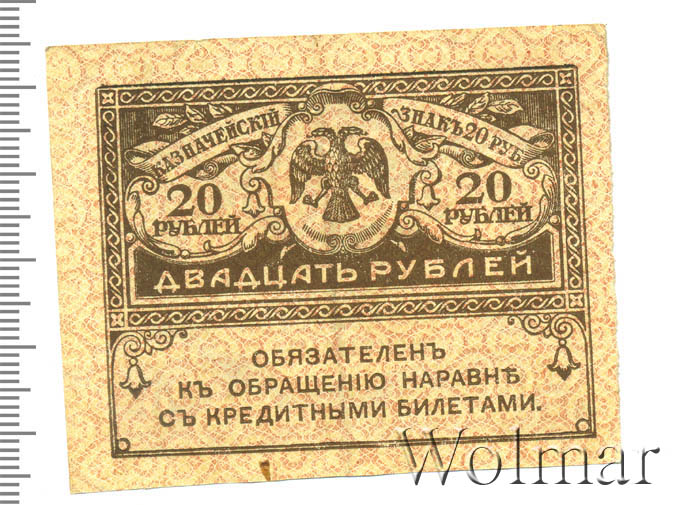 КАЗНАЧЕЙСКІЙ ЗНАКЪ 20 РУБ.
20 РУБЛЕЙ
20 РУБЛЕЙ
ДВАДЦАТЬ РУБЛЕЙ
ОБЯЗАТЕЛЕНЪ
КЪ ОБРАЩЕНІЮ НАРАВНѢ
СЪ КРЕДИТНЫМИ БИЛЕТАМИ.
Wolmar